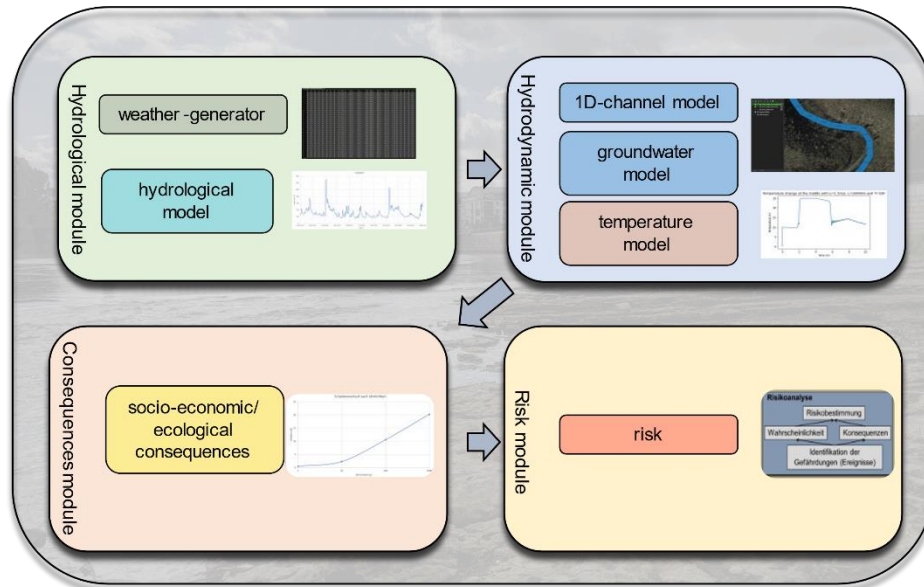 Hydrological module
weather -generator
hydrological
model
Hydrodynamic module
1D-channel model
groundwater
model
temperature
model
Consequences module
socio-economic/
ecological
consequences
Risk module
risk
Risikoanalyse
Risikobestimmung
Wahrscheinlichkeit
Konsequenzen
Identifikation der
Gefährdungen (Ereignisse)